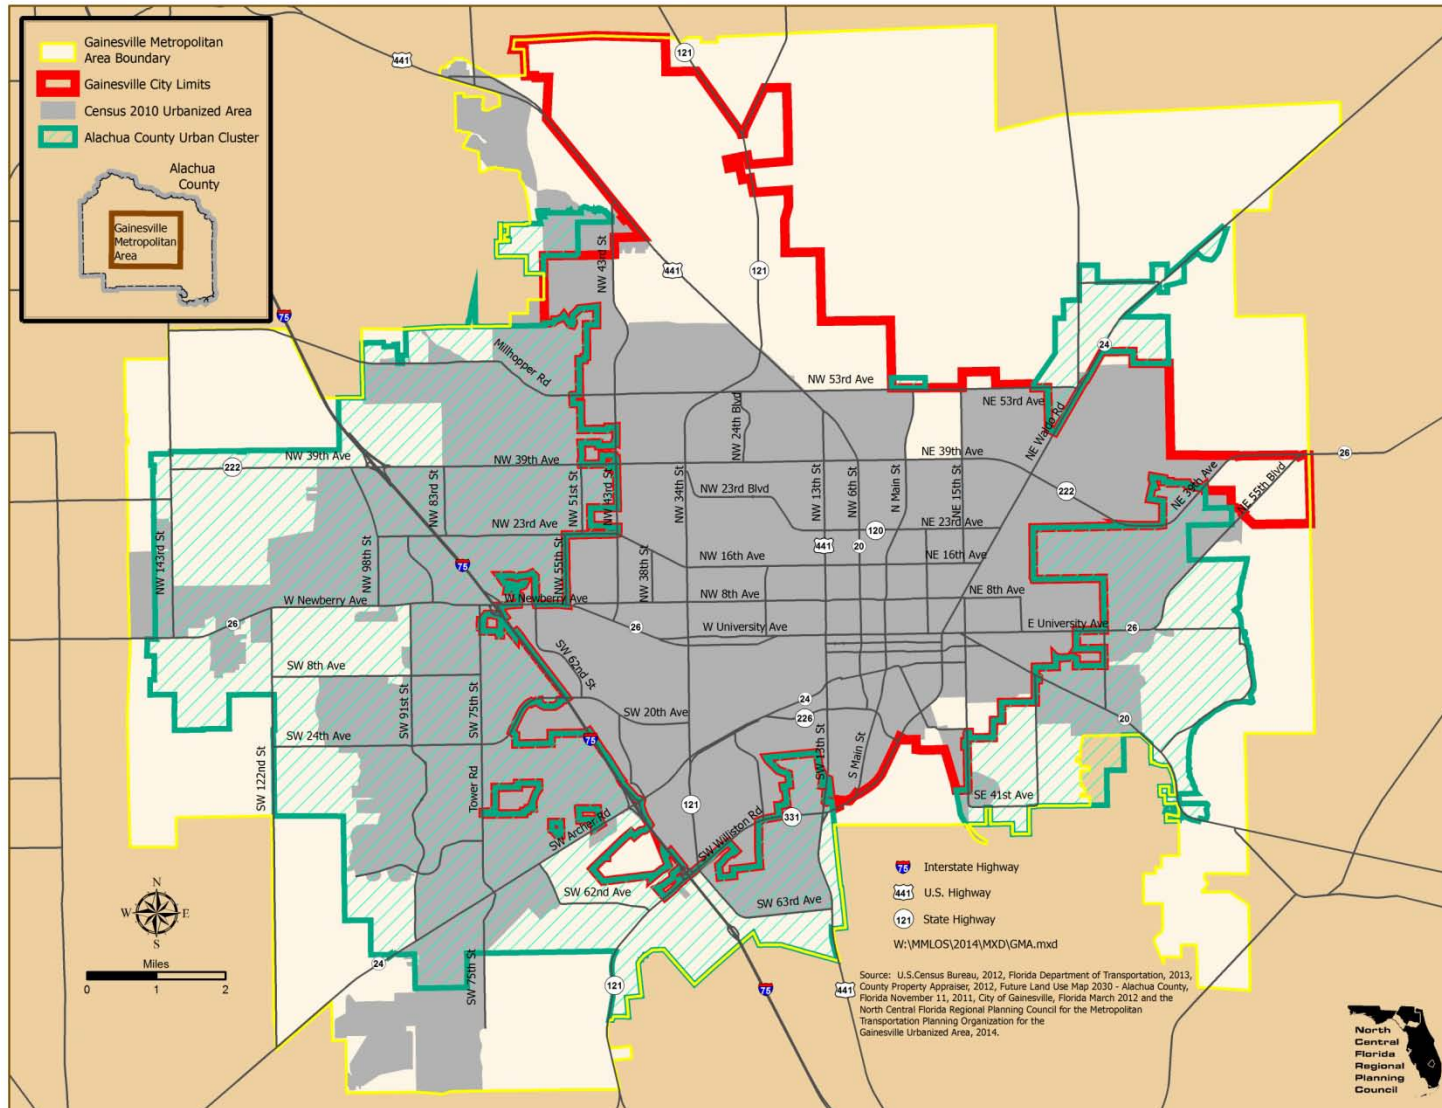 Gainesville Metropolitan
Area Boundary
Gainesville City Limits
Census 2010 Urbanized Area
Alachua County Urban Cluster
Alachua
County
Gainesville
Metropolitan
Area
441
121
NW 43rd St
441
121
75
24
Millhopper Rd
NW 53rd Ave
NE 53rd Ave
NW 24th Blvd
NE Waldo Rd
NW 39th Ave
222
NW 39th Ave
NE 39th Ave
26
NW 83rd St
NW 51st St
NW 43rd St
NW 34th St
NW 23rd Blvd
NW 13th St
NW 6th St
N Main St
NE 15th St
222
NE 39th Ave
NE 55th Blvd
NW 143rd St
NW 98th St
NW 23rd Ave
120
NE 23rd Ave
441
20
75
NW 55th St
NW 38th St
NW 16th Ave
NE 16th Ave
W Newberry Ave
W Newberry Ave
NW 8th Ave
NE 8th Ave
26
26
W University Ave
E University Ave
26
SW 8th Ave
SW 62nd St
SW 91st St
SW 75th St
24
SW 20th Ave
226
20
SW 24th Ave
75
SW 13th St
S Main St
SW 122nd St
Tower Rd
SE 41st Ave
121
SW Archer Rd
SW Williston Rd
331
SW 62nd Ave
SW 63rd Ave
SW 75th St
24
121
75
441
N
W
E
S
Miles
0 1 2
75 Interstate Highway
441 U.S. Highway
121 State Highway
W:\MMLOS\2014\MXD\GMA.mxd
Source: U.S.Census Bureau, 2012, Florida Department of Transportation, 2013,
County Property Appraiser, 2012, Future Land Use Map 2030 - Alachua County,
Florida November 11, 2011, City of Gainesville, Florida March 2012 and the
North Central Florida Regional Planning Council for the Metropolitan
Transportation Planning Organization for the
Gainesville Urbanized Area, 2014.
North
Central
Florida
Regional
Planning
Council